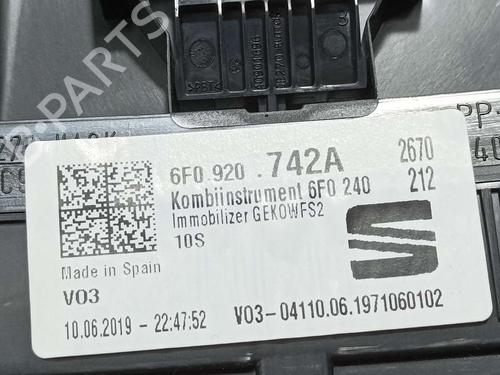 >PBT<
6F0.920 .742A 2670
Kombiinstrument 6F0 240 212
Immobilizer GEKOWFS2
10S
Made in Spain
V03
10.06.2019 - 22:47:52 V03-04110.06.1971060102
B-PARTS